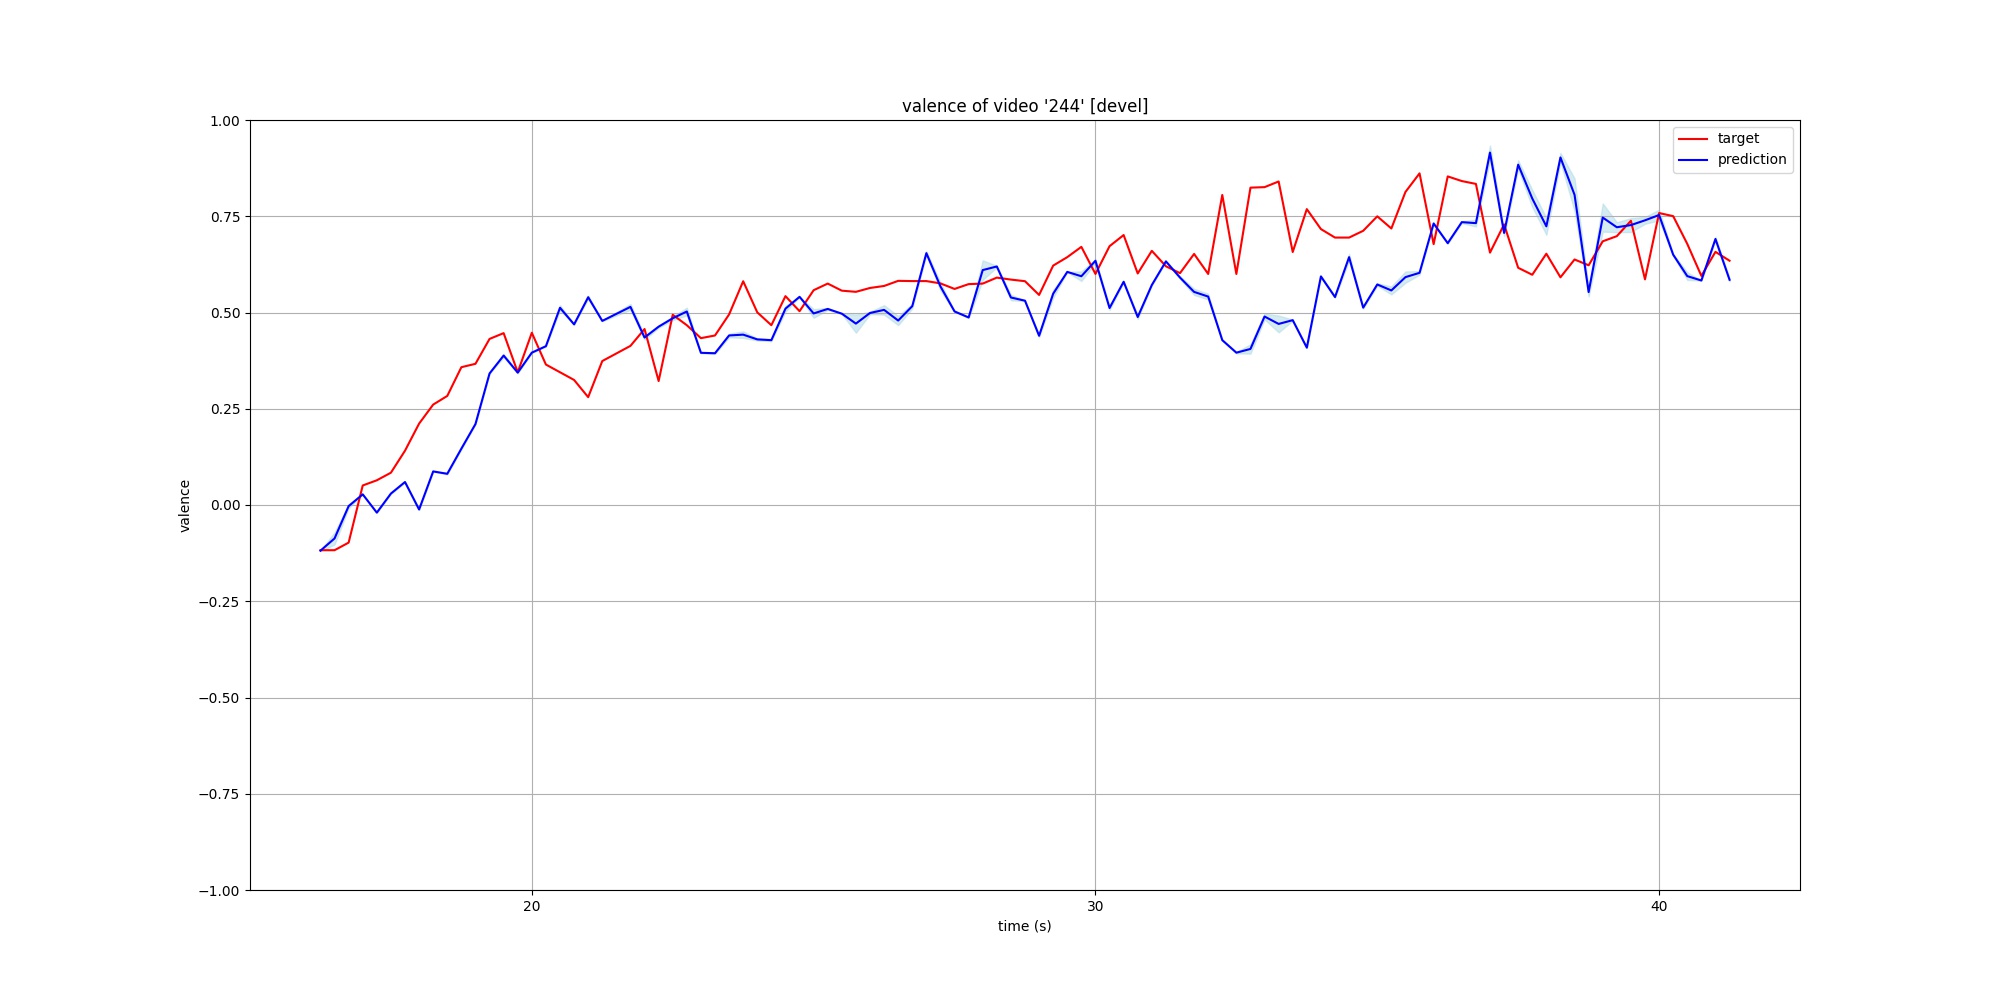 valence of video '244' [devel]
target
prediction
1.00
0.75
0.50
0.25
0.00
−0.25
−0.50
−0.75
−1.00
valence
20
30
40
time (s)